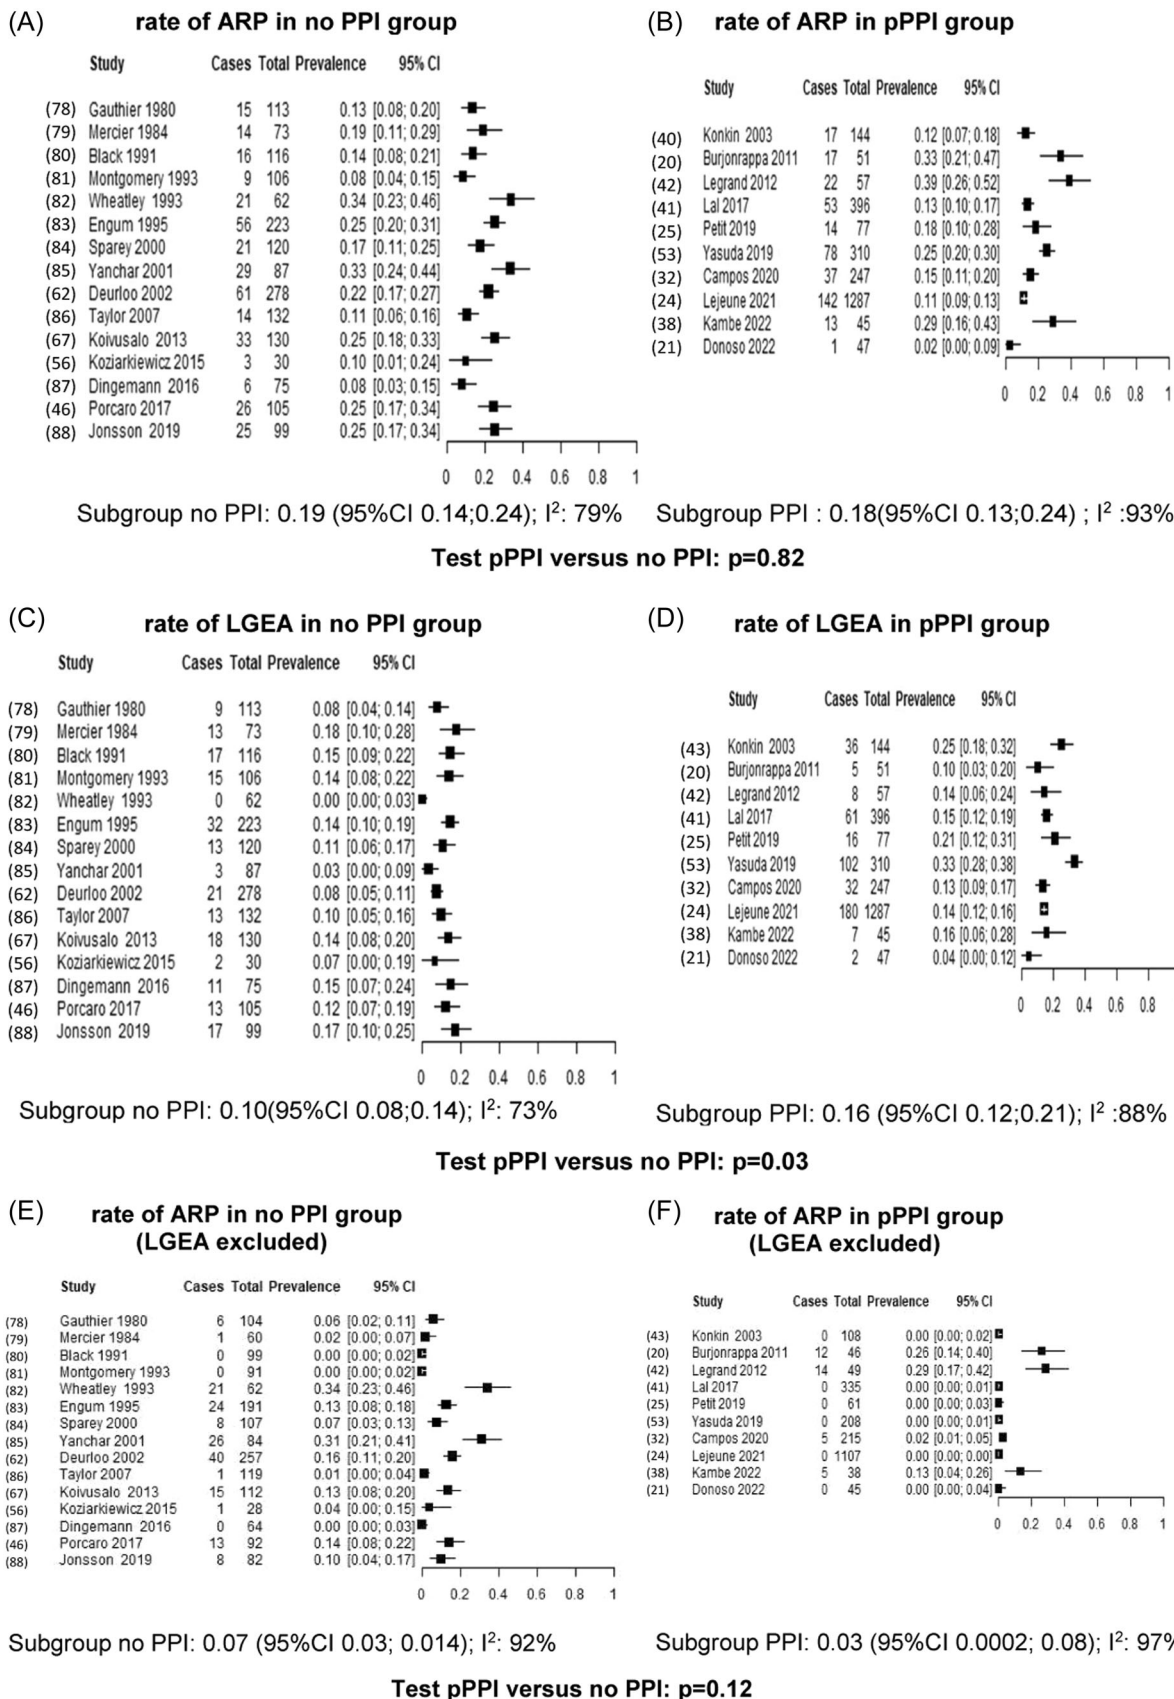 (A) rate of ARP in no PPI group
Study Cases Total Prevalence 95% CI
(78) Gauthier 1980 15 113 0.13 [0.08; 0.20]
(79) Mercier 1984 14 73 0.19 [0.11; 0.29]
(80) Black 1991 16 116 0.14 [0.08; 0.21]
(81) Montgomery 1993 9 106 0.08 [0.04; 0.15]
(82) Wheatley 1993 21 62 0.34 [0.23; 0.46]
(83) Engum 1995 56 223 0.25 [0.20; 0.31]
(84) Sparey 2000 21 120 0.17 [0.11; 0.25]
(85) Yanchar 2001 29 87 0.33 [0.24; 0.44]
(62) Deurloo 2002 61 278 0.22 [0.17; 0.27]
(86) Taylor 2007 14 132 0.11 [0.06; 0.16]
(67) Koivusalo 2013 33 130 0.25 [0.18; 0.33]
(56) Koziarkiewicz 2015 3 30 0.10 [0.01; 0.24]
(87) Dingemann 2016 6 75 0.08 [0.03; 0.15]
(46) Porcaro 2017 26 105 0.25 [0.17; 0.34]
(88) Jonsson 2019 25 99 0.25 [0.17; 0.34]
0 0.2 0.4 0.6 0.8 1
Subgroup no PPI: 0.19 (95%CI 0.14;0.24); I²: 79%
(B) rate of ARP in pPPI group
Study Cases Total Prevalence 95% CI
(40) Konkin 2003 17 144 0.12 [0.07; 0.18]
(20) Burjonrappa 2011 17 51 0.33 [0.21; 0.47]
(42) Legrand 2012 22 57 0.39 [0.26; 0.52]
(41) Lal 2017 53 396 0.13 [0.10; 0.17]
(25) Petit 2019 14 77 0.18 [0.10; 0.28]
(53) Yasuda 2019 78 310 0.25 [0.20; 0.30]
(32) Campos 2020 37 247 0.15 [0.11; 0.20]
(24) Lejeune 2021 142 1287 0.11 [0.09; 0.13]
(38) Kambe 2022 13 45 0.29 [0.16; 0.43]
(21) Donoso 2022 1 47 0.02 [0.00; 0.09]
0 0.2 0.4 0.6 0.8 1
Subgroup PPI : 0.18(95%CI 0.13;0.24) ; I² :93%
Test pPPI versus no PPI: p=0.82
(C) rate of LGEA in no PPI group
Study Cases Total Prevalence 95% CI
(78) Gauthier 1980 9 113 0.08 [0.04; 0.14]
(79) Mercier 1984 13 73 0.18 [0.10; 0.28]
(80) Black 1991 17 116 0.15 [0.09; 0.22]
(81) Montgomery 1993 15 106 0.14 [0.08; 0.22]
(82) Wheatley 1993 0 62 0.00 [0.00; 0.03]
(83) Engum 1995 32 223 0.14 [0.10; 0.19]
(84) Sparey 2000 13 120 0.11 [0.06; 0.17]
(85) Yanchar 2001 3 87 0.03 [0.00; 0.09]
(62) Deurloo 2002 21 278 0.08 [0.05; 0.11]
(86) Taylor 2007 13 132 0.10 [0.05; 0.16]
(67) Koivusalo 2013 18 130 0.14 [0.08; 0.20]
(56) Koziarkiewicz 2015 2 30 0.07 [0.00; 0.19]
(87) Dingemann 2016 11 75 0.15 [0.07; 0.24]
(46) Porcaro 2017 13 105 0.12 [0.07; 0.19]
(88) Jonsson 2019 17 99 0.17 [0.10; 0.25]
0 0.2 0.4 0.6 0.8 1
Subgroup no PPI: 0.10(95%CI 0.08;0.14); I²: 73%
(D) rate of LGEA in pPPI group
Study Cases Total Prevalence 95% CI
(43) Konkin 2003 36 144 0.25 [0.18; 0.32]
(20) Burjonrappa 2011 5 51 0.10 [0.03; 0.20]
(42) Legrand 2012 8 57 0.14 [0.06; 0.24]
(41) Lal 2017 61 396 0.15 [0.12; 0.19]
(25) Petit 2019 16 77 0.21 [0.12; 0.31]
(53) Yasuda 2019 102 310 0.33 [0.28; 0.38]
(32) Campos 2020 32 247 0.13 [0.09; 0.17]
(24) Lejeune 2021 180 1287 0.14 [0.12; 0.16]
(38) Kambe 2022 7 45 0.16 [0.06; 0.28]
(21) Donoso 2022 2 47 0.04 [0.00; 0.12]
0 0.2 0.4 0.6 0.8
Subgroup PPI: 0.16 (95%CI 0.12;0.21); I² :88%
Test pPPI versus no PPI: p=0.03
(E) rate of ARP in no PPI group
(LGEA excluded)
Study Cases Total Prevalence 95% CI
(78) Gauthier 1980 6 104 0.06 [0.02; 0.11]
(79) Mercier 1984 1 60 0.02 [0.00; 0.07]
(80) Black 1991 0 99 0.00 [0.00; 0.02]
(81) Montgomery 1993 0 91 0.00 [0.00; 0.02]
(82) Wheatley 1993 21 62 0.34 [0.23; 0.46]
(83) Engum 1995 24 191 0.13 [0.08; 0.18]
(84) Sparey 2000 8 107 0.07 [0.03; 0.13]
(85) Yanchar 2001 26 84 0.31 [0.21; 0.41]
(62) Deurloo 2002 40 257 0.16 [0.11; 0.20]
(86) Taylor 2007 1 119 0.01 [0.00; 0.04]
(67) Koivusalo 2013 15 112 0.13 [0.08; 0.20]
(56) Koziarkiewicz 2015 1 28 0.04 [0.00; 0.15]
(87) Dingemann 2016 0 64 0.00 [0.00; 0.03]
(46) Porcaro 2017 13 92 0.14 [0.08; 0.22]
(88) Jonsson 2019 8 82 0.10 [0.04; 0.17]
0 0.2 0.4 0.6 0.8 1
Subgroup no PPI: 0.07 (95%CI 0.03; 0.014); I²: 92%
(F) rate of ARP in pPPI group
(LGEA excluded)
Study Cases Total Prevalence 95% CI
(43) Konkin 2003 0 108 0.00 [0.00; 0.02]
(20) Burjonrappa 2011 12 46 0.26 [0.14; 0.40]
(42) Legrand 2012 14 49 0.29 [0.17; 0.42]
(41) Lal 2017 0 335 0.00 [0.00; 0.01]
(25) Petit 2019 0 61 0.00 [0.00; 0.03]
(53) Yasuda 2019 0 208 0.00 [0.00; 0.01]
(32) Campos 2020 5 215 0.02 [0.01; 0.05]
(24) Lejeune 2021 0 1107 0.00 [0.00; 0.00]
(38) Kambe 2022 5 38 0.13 [0.04; 0.26]
(21) Donoso 2022 0 45 0.00 [0.00; 0.04]
0 0.2 0.4 0.6 0.8 1
Subgroup PPI: 0.03 (95%CI 0.0002; 0.08); I²: 97%
Test pPPI versus no PPI: p=0.12